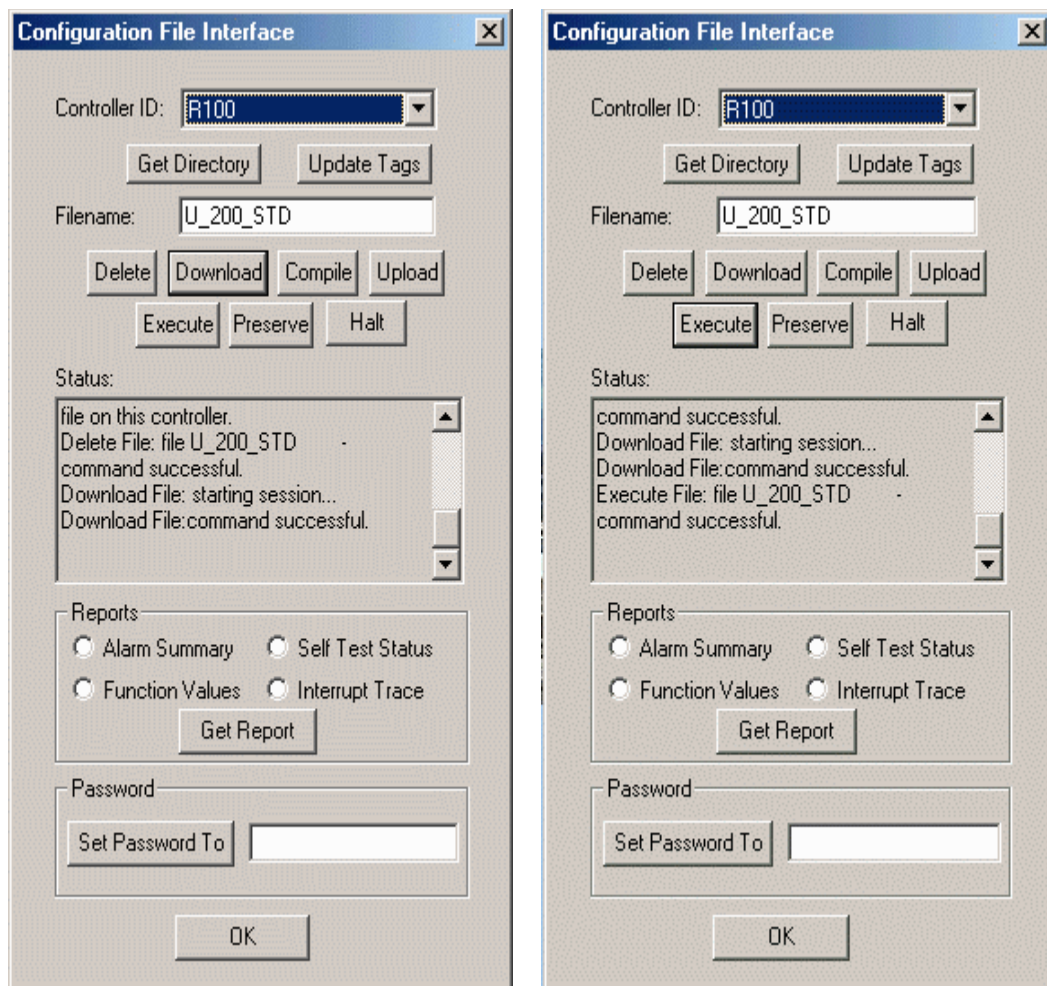 Configuration File Interface
Controller ID: R100
Get Directory Update Tags
Filename: U_200_STD
Delete Download Compile Upload
Execute Preserve Halt
Status:
file on this controller.
Delete File: file U_200_STD -
command successful.
Download File: starting session...
Download File:command successful.
Reports
Alarm Summary Self Test Status
Function Values Interrupt Trace
Get Report
Password
Set Password To
OK
Configuration File Interface
Controller ID: R100
Get Directory Update Tags
Filename: U_200_STD
Delete Download Compile Upload
Execute Preserve Halt
Status:
command successful.
Download File: starting session...
Download File:command successful.
Execute File: file U_200_STD -
command successful.
Reports
Alarm Summary Self Test Status
Function Values Interrupt Trace
Get Report
Password
Set Password To
OK